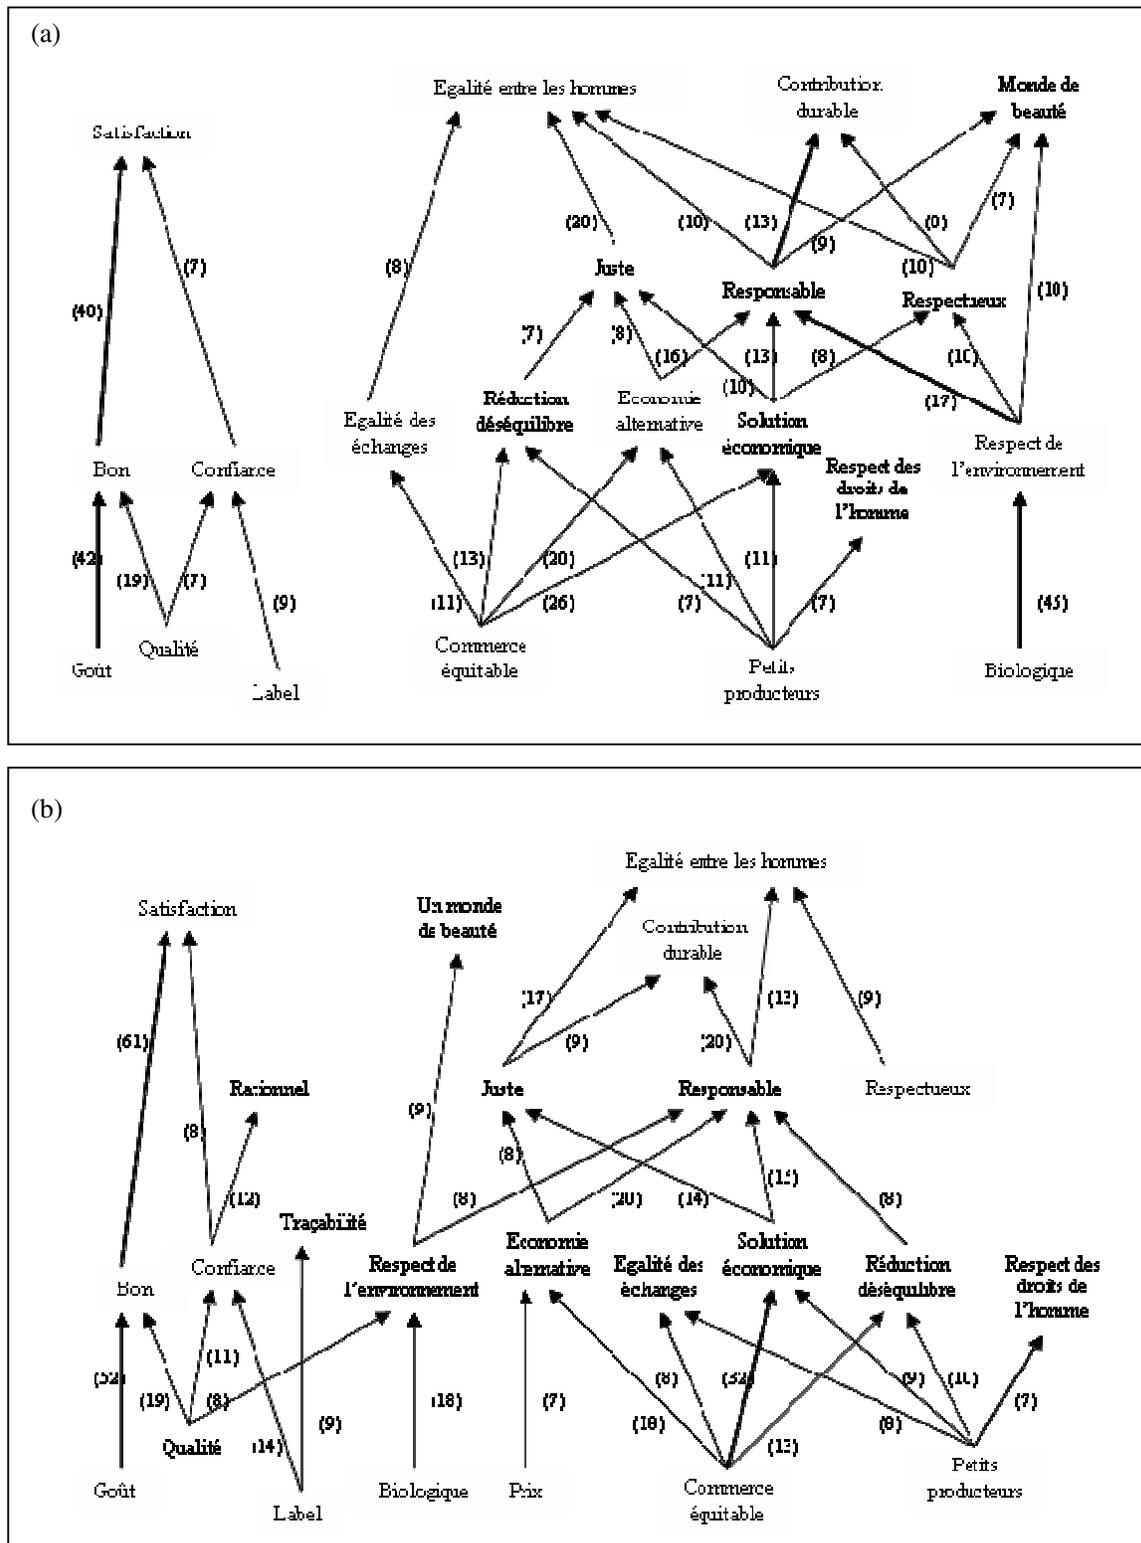 (a)
Egalité entre les hommes
Contribution
durable
Monde de
beauté
Satisfaction
(20)
(10)
(13)
(9)
(0)
(7)
(8)
(7)
(10)
(10)
(40)
Juste
Responsable
Respectueux
(7)
(8)
(16)
(13)
(8)
(10)
(17)
Réduction
déséquilibre
Economie
alternative
Solution
économique
Egalité des
échanges
Respect de
l'environnement
Bon
Confiance
Respect des
droits de
l'homme
(42)
(19)
(7)
(9)
(11)
(13)
(20)
(26)
(7)
(11)
(11)
(7)
(45)
Goût
Qualité
Label
Commerce
équitable
Petits
producteurs
Biologique
(b)
Egalité entre les hommes
Satisfaction
Un monde
de beauté
Contribution
durable
(17)
(9)
(20)
(13)
(9)
(61)
Rationnel
Juste
Responsable
Respectueux
(9)
(8)
(12)
(8)
(8)
(20)
(14)
(15)
(8)
Traçabilité
Bon
Confiance
Respect de
l'environnement
Economie
alternative
Egalité des
échanges
Solution
économique
Réduction
déséquilibre
Respect des
droits de
l'homme
(19)
(11)
(8)
(14)
(9)
(18)
(7)
(18)
(8)
(32)
(13)
(8)
(9)
(10)
(7)
Goût
Qualité
Label
Biologique
Prix
Commerce
équitable
Petits
producteurs